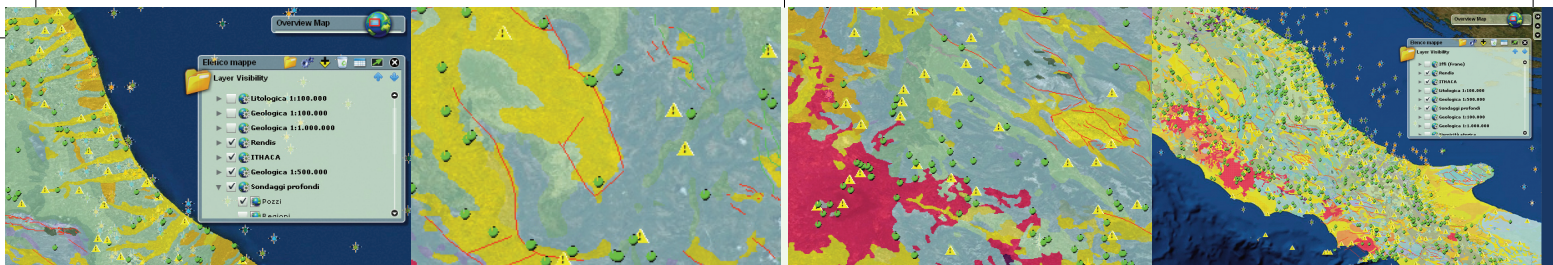 Overview Map
Elenco mappe
Layer Visibility
Litologica 1:100.000
Geologica 1:100.000
Geologica 1:1.000.000
Rendis
ITHACA
Geologica 1:500.000
Sondaggi profondi
Pozzi
Regioni
Overview Map
Elenco mappe
Layer Visibility
Iffi (Frane)
Rendis
ITHACA
Litologica 1:100.000
Geologica 1:500.000
Sondaggi profondi
Geologica 1:100.000
Geologica 1:1.000.000